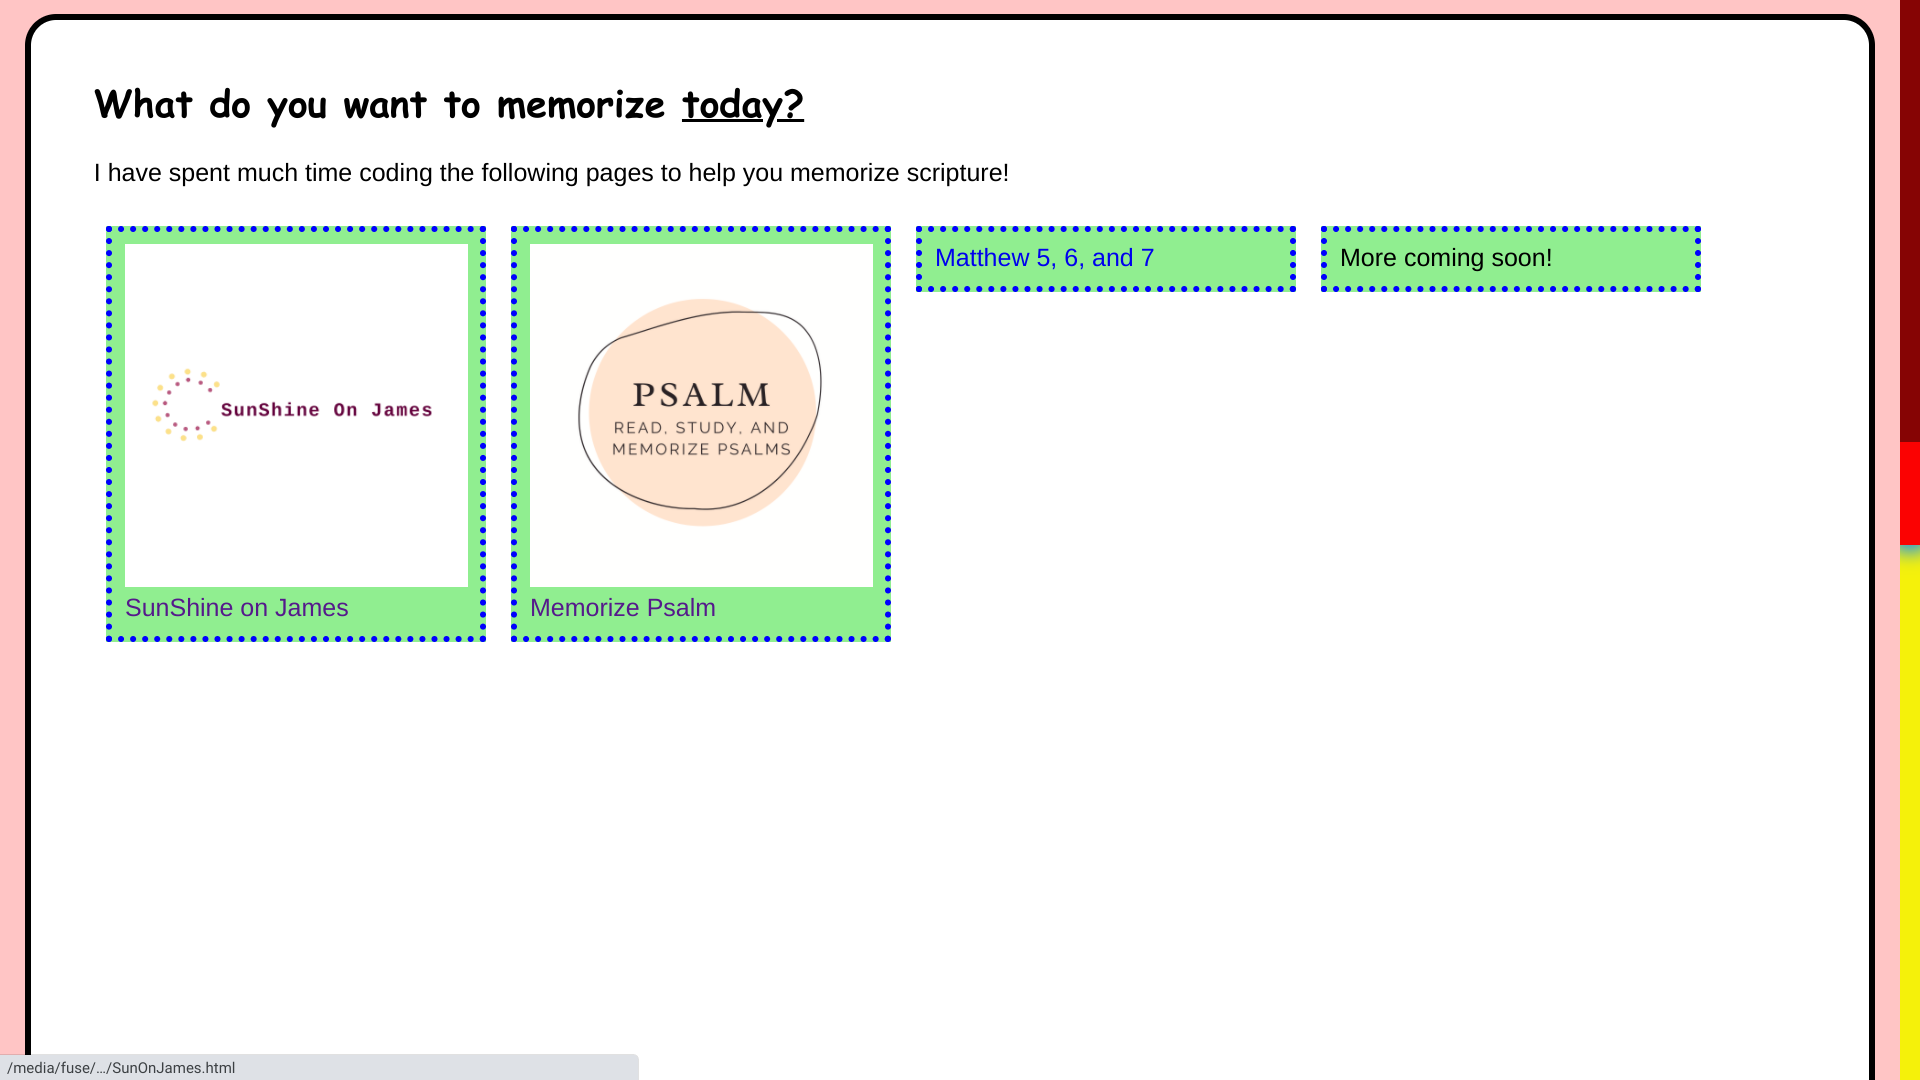 What do you want to memorize today?
I have spent much time coding the following pages to help you memorize scripture!
SunShine On James
SunShine on James
PSALM
READ, STUDY, AND
MEMORIZE PSALMS
Memorize Psalm
Matthew 5, 6, and 7
More coming soon!
/media/fuse/…/SunOnJames.html